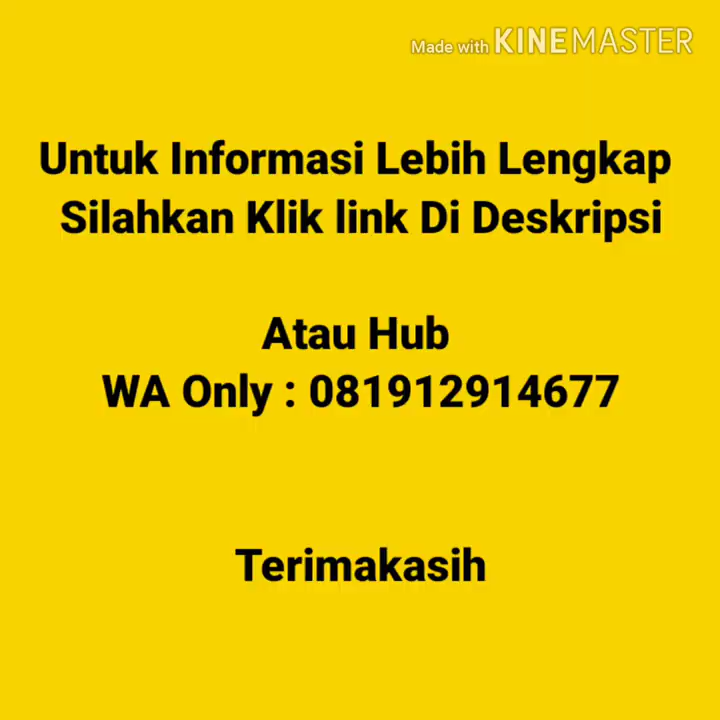 Made with KINEMASTER
Untuk Informasi Lebih Lengkap
Silahkan Klik link Di Deskripsi
Atau Hub
WA Only : 081912914677
Terimakasih